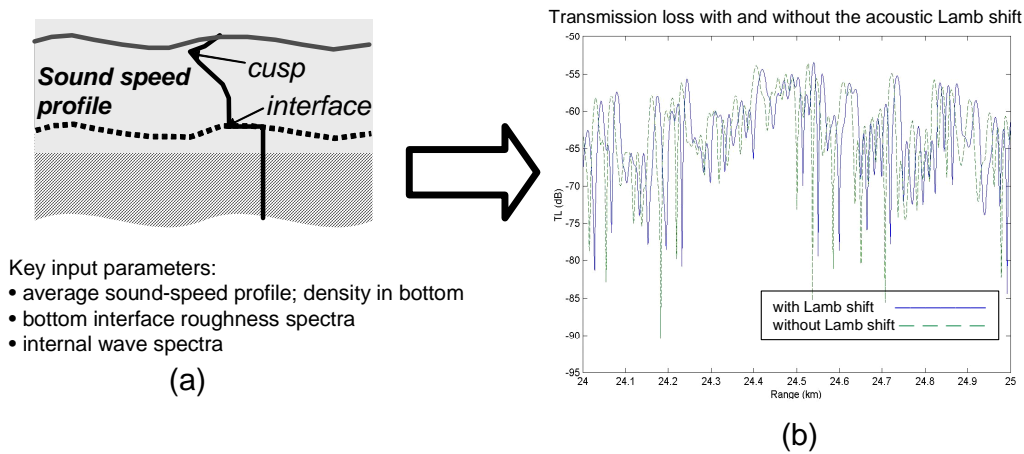 cusp
Sound speed
profile
interface
Key input parameters:
• average sound-speed profile; density in bottom
• bottom interface roughness spectra
• internal wave spectra
(a)
Transmission loss with and without the acoustic Lamb shift
-50
-55
-60
-65
-70
-75
-80
-85
-90
-95
TL (dB)
with Lamb shift
without Lamb shift
24 24.1 24.2 24.3 24.4 24.5 24.6 24.7 24.8 24.9 25
Range (km)
(b)